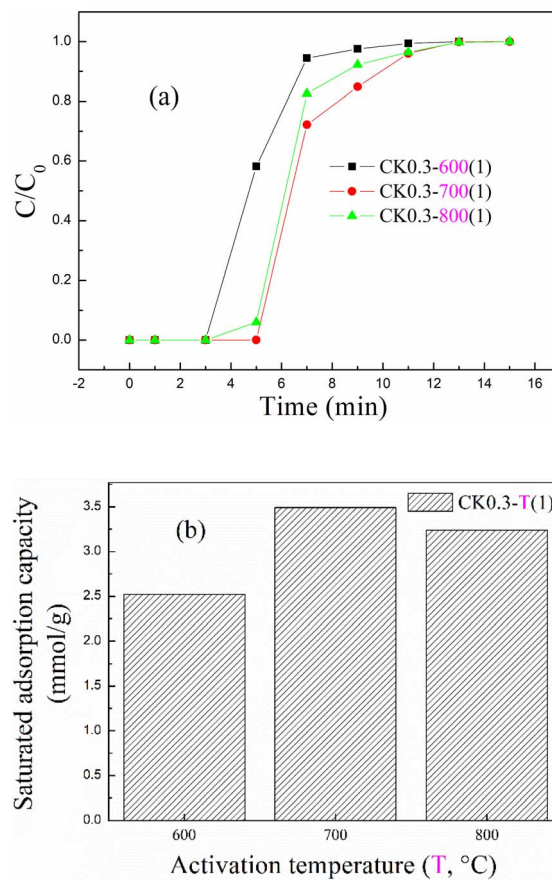 1.0
0.8
0.6
0.4
0.2
0.0
C/C₀
(a)
CK0.3-600(1)
CK0.3-700(1)
CK0.3-800(1)
-2 0 2 4 6 8 10 12 14 16
Time (min)
3.5
3.0
2.5
2.0
1.5
1.0
0.5
0.0
Saturated adsorption capacity
(mmol/g)
(b)
CK0.3-T(1)
600 700 800
Activation temperature (T, °C)